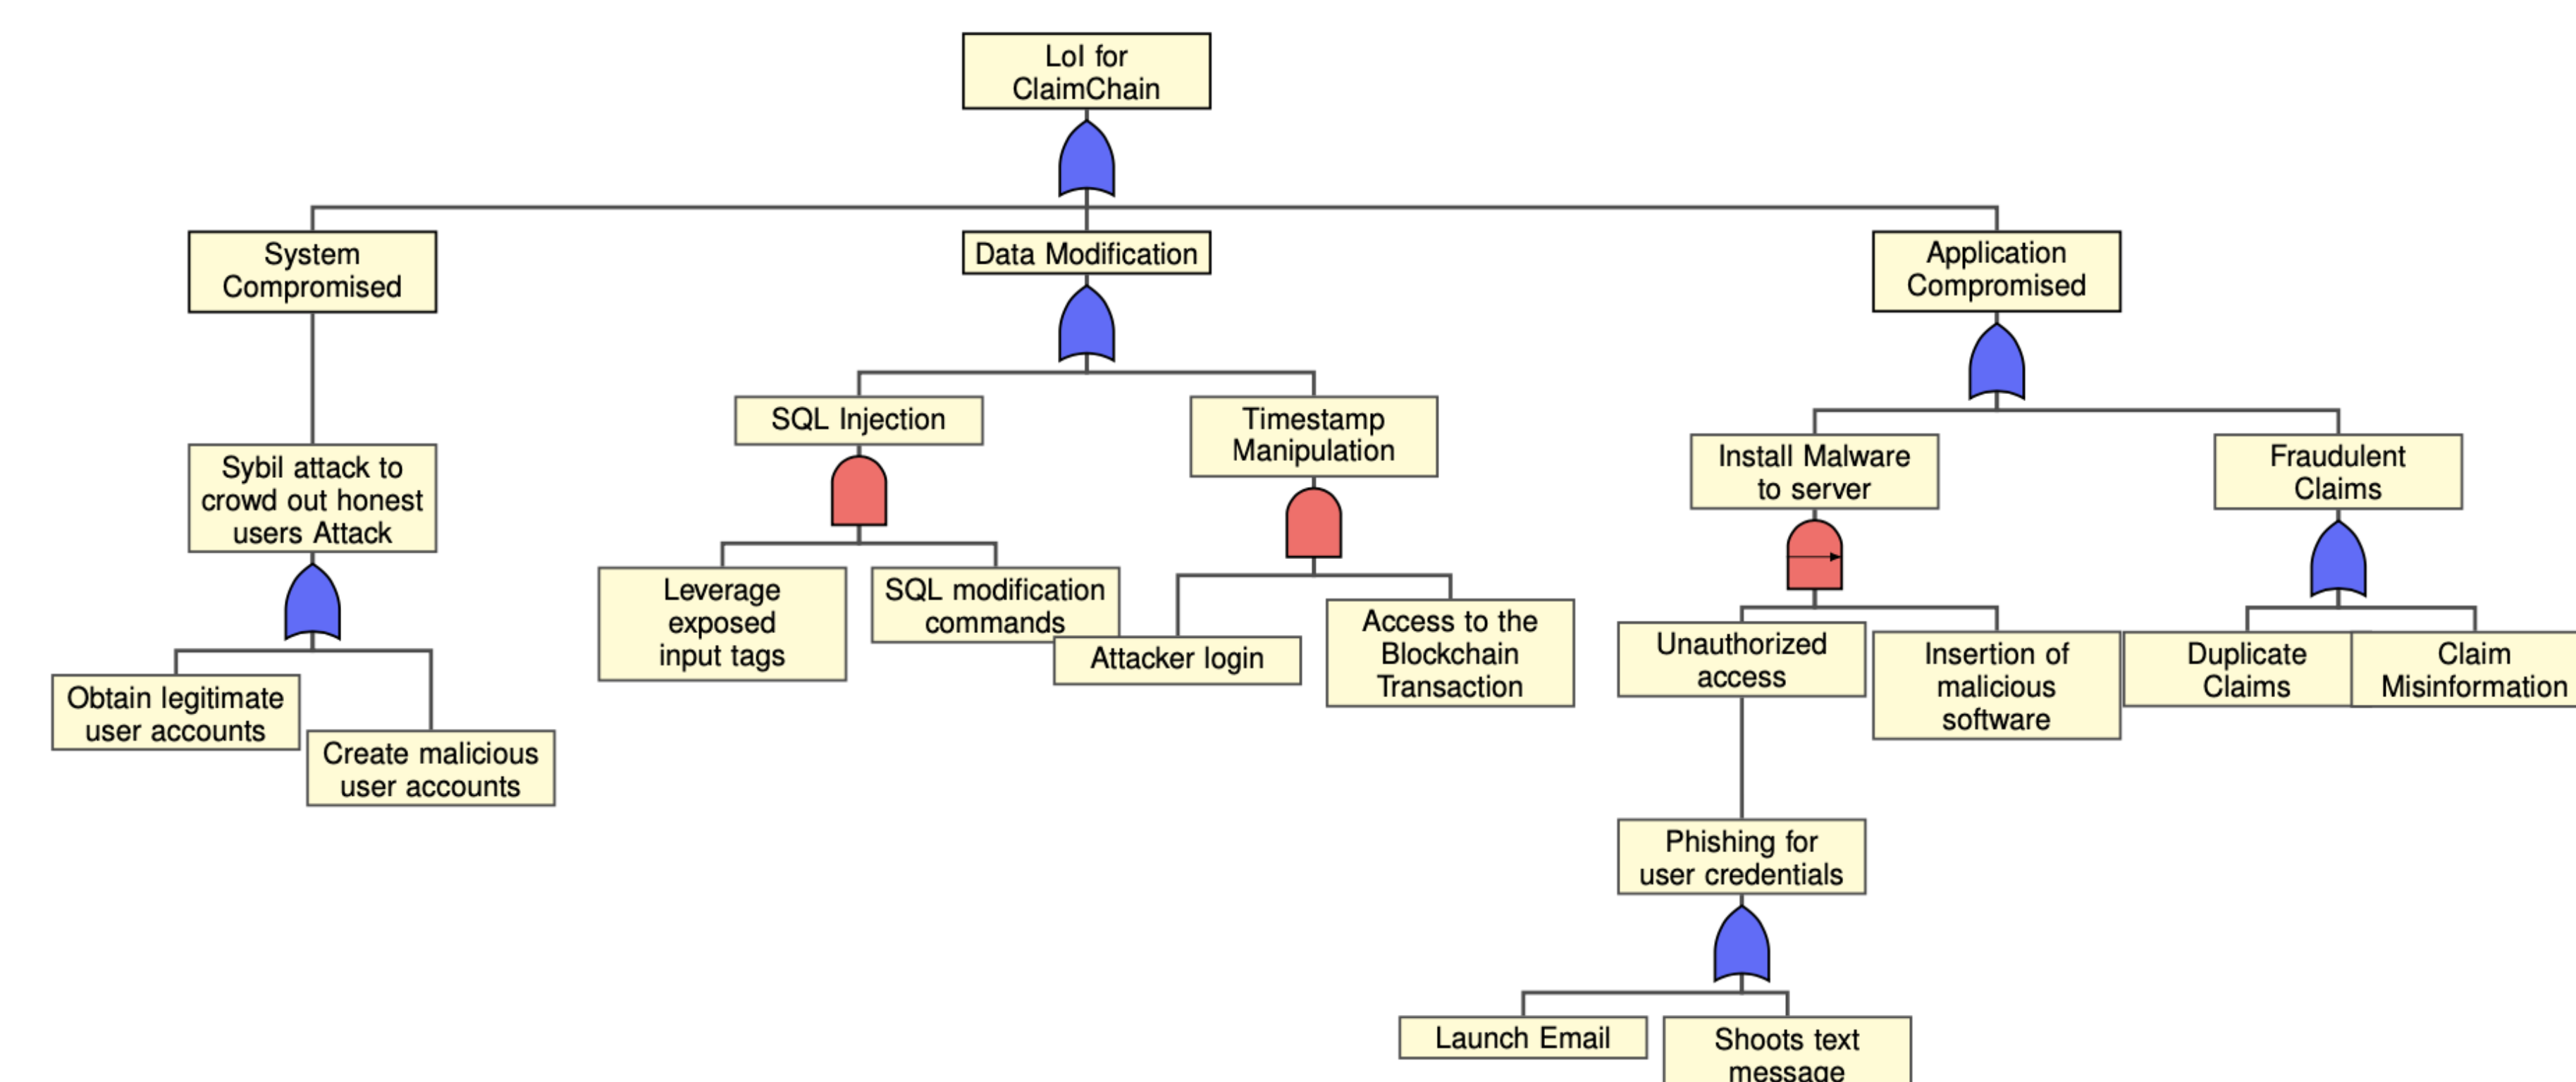 LoI for
ClaimChain
System
Compromised
Data Modification
Application
Compromised
SQL Injection
Timestamp
Manipulation
Install Malware
to server
Fraudulent
Claims
Sybil attack to
crowd out honest
users Attack
Leverage
exposed
input tags
SQL modification
commands
Attacker login
Access to the
Blockchain
Transaction
Unauthorized
access
Insertion of
malicious
software
Duplicate
Claims
Claim
Misinformation
Obtain legitimate
user accounts
Create malicious
user accounts
Phishing for
user credentials
Launch Email
Shoots text
message